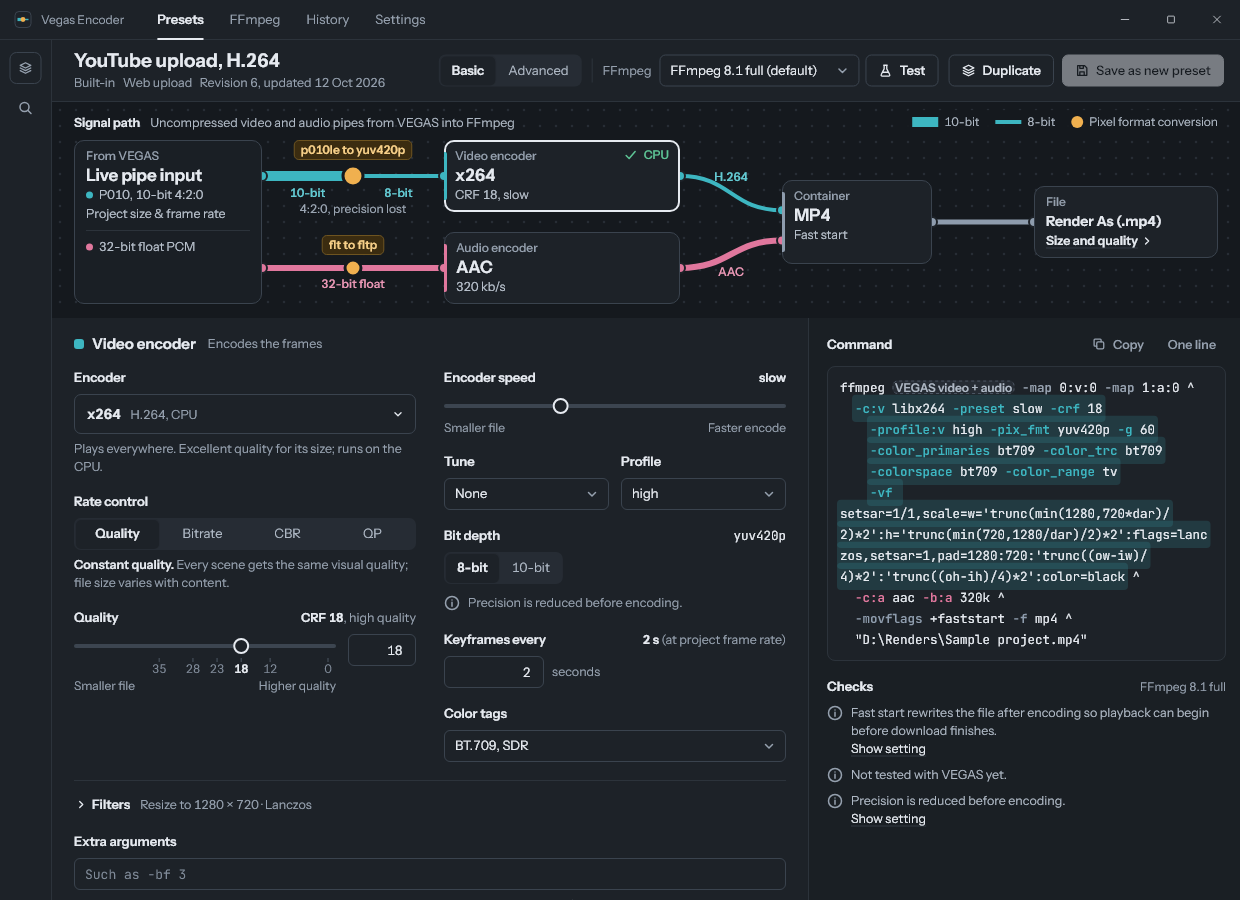 Vegas Encoder
Presets
FFmpeg
History
Settings
YouTube upload, H.264
Built-in Web upload Revision 6, updated 12 Oct 2026
Basic
Advanced
FFmpeg
FFmpeg 8.1 full (default)
Test
Duplicate
Save as new preset
Signal path Uncompressed video and audio pipes from VEGAS into FFmpeg
10-bit
8-bit
Pixel format conversion
From VEGAS
Live pipe input
P010, 10-bit 4:2:0
Project size & frame rate
32-bit float PCM
p010le to yuv420p
10-bit
8-bit
4:2:0, precision lost
flt to fltp
32-bit float
Video encoder
CPU
x264
CRF 18, slow
Audio encoder
AAC
320 kb/s
H.264
AAC
Container
MP4
Fast start
File
Render As (.mp4)
Size and quality
Video encoder Encodes the frames
Encoder
x264 H.264, CPU
Plays everywhere. Excellent quality for its size; runs on the
CPU.
Rate control
Quality
Bitrate
CBR
QP
Constant quality. Every scene gets the same visual quality;
file size varies with content.
Quality
CRF 18, high quality
18
35 28 23 18 12 0
Smaller file
Higher quality
Encoder speed
slow
Smaller file
Faster encode
Tune
None
Profile
high
Bit depth
yuv420p
8-bit
10-bit
Precision is reduced before encoding.
Keyframes every
2 s (at project frame rate)
2
seconds
Color tags
BT.709, SDR
Filters Resize to 1280 × 720 · Lanczos
Extra arguments
Such as -bf 3
Command
Copy
One line
ffmpeg VEGAS video + audio -map 0:v:0 -map 1:a:0 ^
-c:v libx264 -preset slow -crf 18
-profile:v high -pix_fmt yuv420p -g 60
-color_primaries bt709 -color_trc bt709
-colorspace bt709 -color_range tv
-vf
setsar=1/1,scale=w='trunc(min(1280,720*dar)/
2)*2':h='trunc(min(720,1280/dar)/2)*2':flags=lanc
zos,setsar=1,pad=1280:720:'trunc((ow-iw)/
4)*2':'trunc((oh-ih)/4)*2':color=black ^
-c:a aac -b:a 320k ^
-movflags +faststart -f mp4 ^
"D:\Renders\Sample project.mp4"
Checks
FFmpeg 8.1 full
Fast start rewrites the file after encoding so playback can begin
before download finishes.
Show setting
Not tested with VEGAS yet.
Precision is reduced before encoding.
Show setting